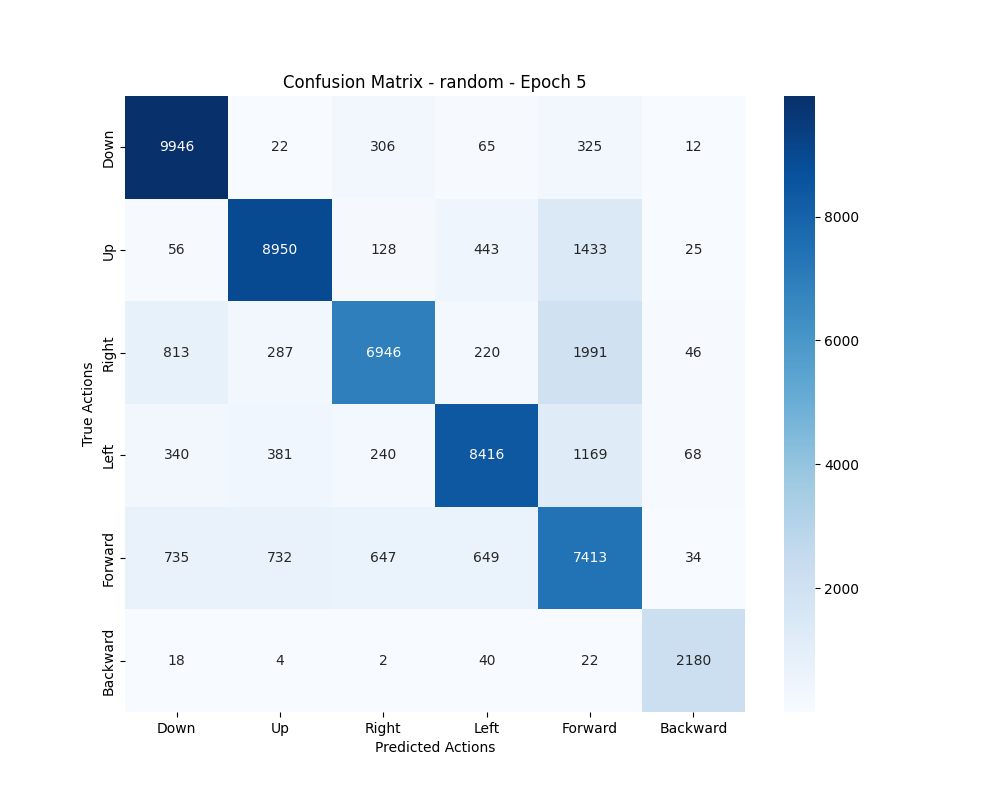 Confusion Matrix - random - Epoch 5
True Actions
Down 9946 22 306 65 325 12
Up 56 8950 128 443 1433 25
Right 813 287 6946 220 1991 46
Left 340 381 240 8416 1169 68
Forward 735 732 647 649 7413 34
Backward 18 4 2 40 22 2180
Down Up Right Left Forward Backward
Predicted Actions
8000
6000
4000
2000